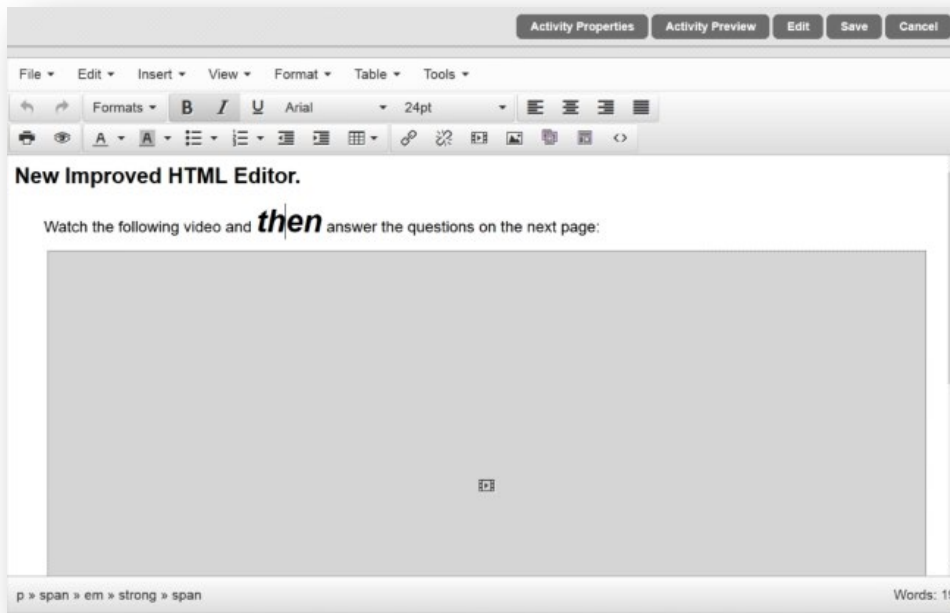 Activity Properties Activity Preview Edit Save Cancel
File Edit Insert View Format Table Tools
Formats B I U Arial 24pt
A A
New Improved HTML Editor.
Watch the following video and then answer the questions on the next page:
p » span » em » strong » span Words: